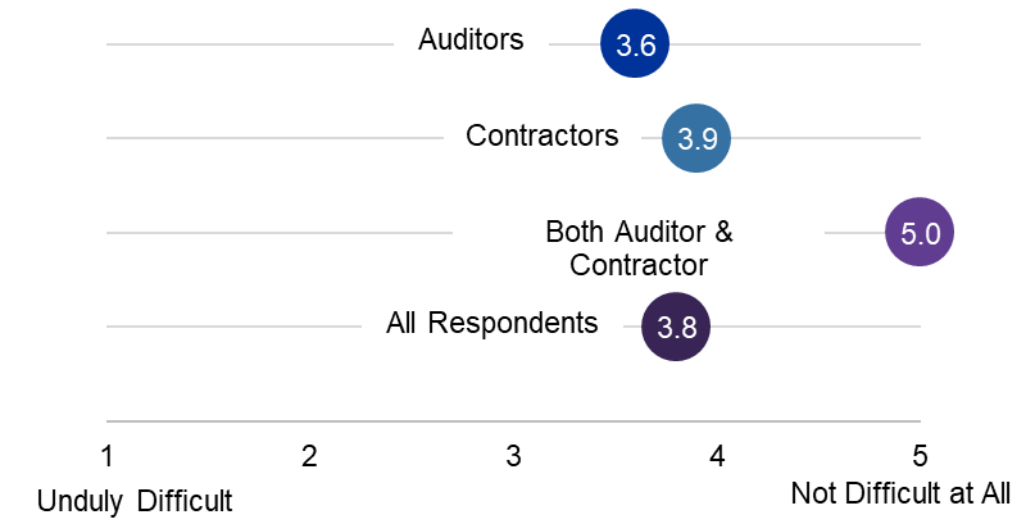 Auditors
3.6
Contractors
3.9
Both Auditor &
Contractor
5.0
All Respondents
3.8
1
2
3
4
5
Unduly Difficult
Not Difficult at All